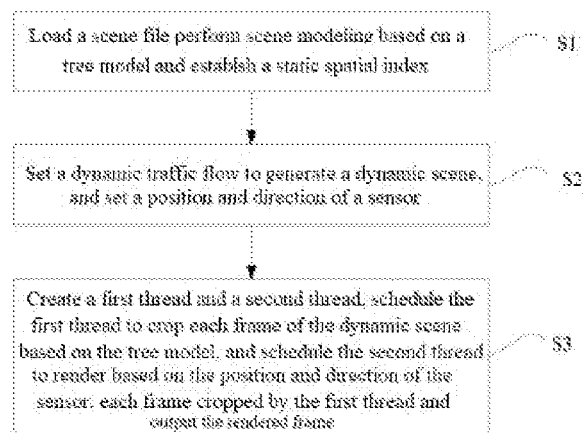 Load a scene file perform scene modeling based on a
tree model and establish a static spatial index
S1
Set a dynamic traffic flow to generate a dynamic scene,
and set a position and direction of a sensor
S2
Create a first thread and a second thread, schedule the
first thread to crop each frame of the dynamic scene
based on the tree model, and schedule the second thread
to render based on the position and direction of the
sensor, each frame cropped by the first thread and
output the rendered frame
S3